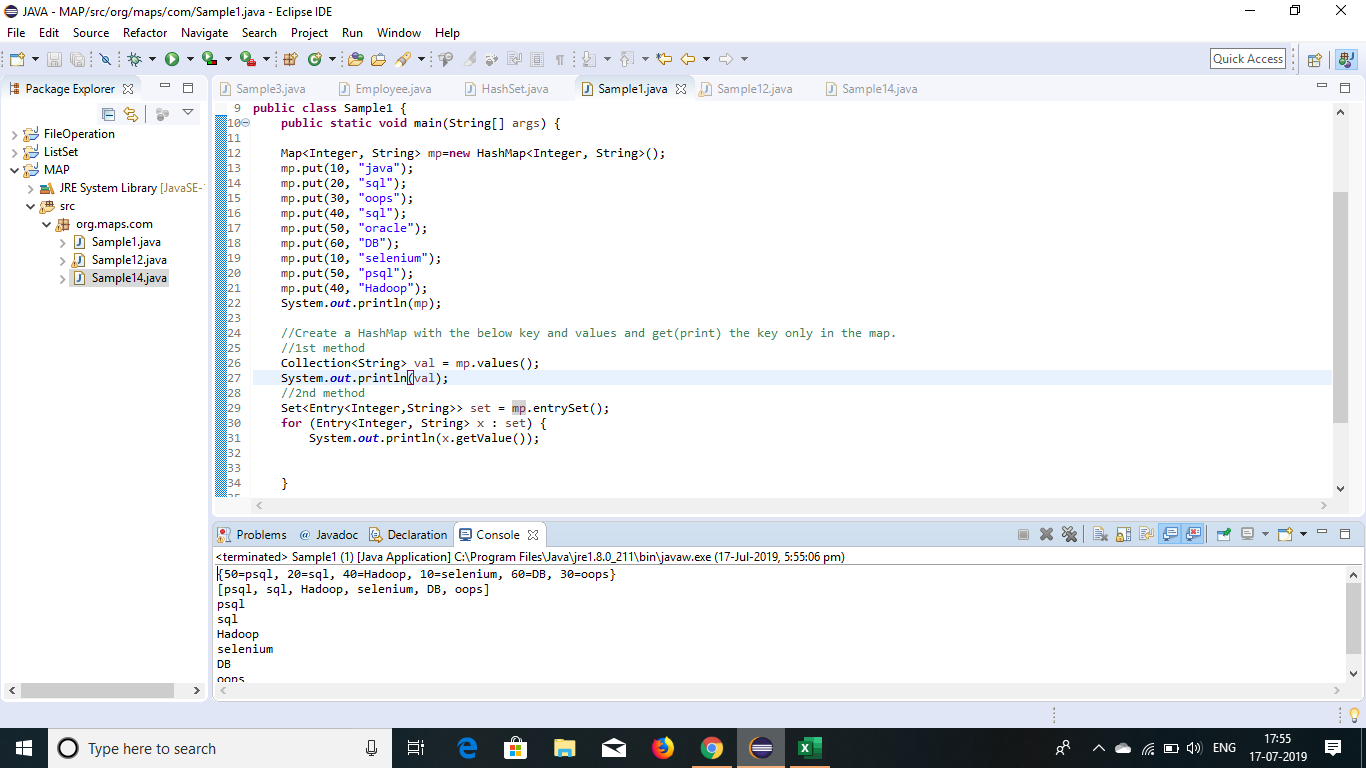 JAVA - MAP/src/org/maps/com/Sample1.java - Eclipse IDE
File Edit Source Refactor Navigate Search Project Run Window Help
Quick Access
Package Explorer
FileOperation
ListSet
MAP
JRE System Library [JavaSE-
src
org.maps.com
Sample1.java
Sample12.java
Sample14.java
Sample3.java Employee.java HashSet.java Sample1.java Sample12.java Sample14.java
9 public class Sample1 {
10 public static void main(String[] args) {
11
12 Map<Integer, String> mp=new HashMap<Integer, String>();
13 mp.put(10, "java");
14 mp.put(20, "sql");
15 mp.put(30, "oops");
16 mp.put(40, "sql");
17 mp.put(50, "oracle");
18 mp.put(60, "DB");
19 mp.put(10, "selenium");
20 mp.put(50, "psql");
21 mp.put(40, "Hadoop");
22 System.out.println(mp);
23
24 //Create a HashMap with the below key and values and get(print) the key only in the map.
25 //1st method
26 Collection<String> val = mp.values();
27 System.out.println(val);
28 //2nd method
29 Set<Entry<Integer,String>> set = mp.entrySet();
30 for (Entry<Integer, String> x : set) {
31 System.out.println(x.getValue());
32
33
34 }
Problems @ Javadoc Declaration Console
<terminated> Sample1 (1) [Java Application] C:\Program Files\Java\jre1.8.0_211\bin\javaw.exe (17-Jul-2019, 5:55:06 pm)
{50=psql, 20=sql, 40=Hadoop, 10=selenium, 60=DB, 30=oops}
[psql, sql, Hadoop, selenium, DB, oops]
psql
sql
Hadoop
selenium
DB
oops
Type here to search
ENG
17:55
17-07-2019